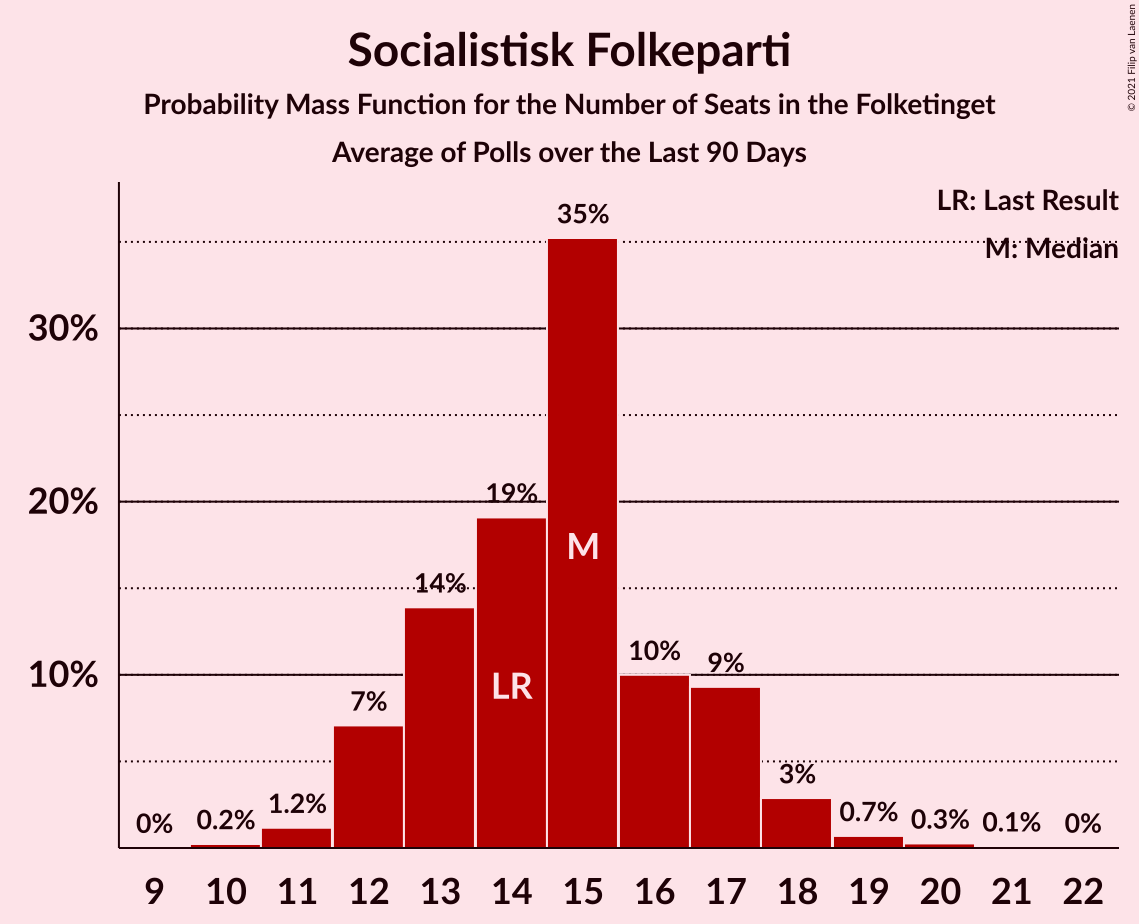 Socialistisk Folkeparti
Probability Mass Function for the Number of Seats in the Folketinget
Average of Polls over the Last 90 Days
© 2021 Filip van Laenen
LR: Last Result
M: Median
35%
30%
20%
19%
M
14%
10%
LR
10%
9%
7%
3%
1.2%
0%
0.2%
0.7%
0.3%
0.1%
0%
9 10 11 12 13 14 15 16 17 18 19 20 21 22